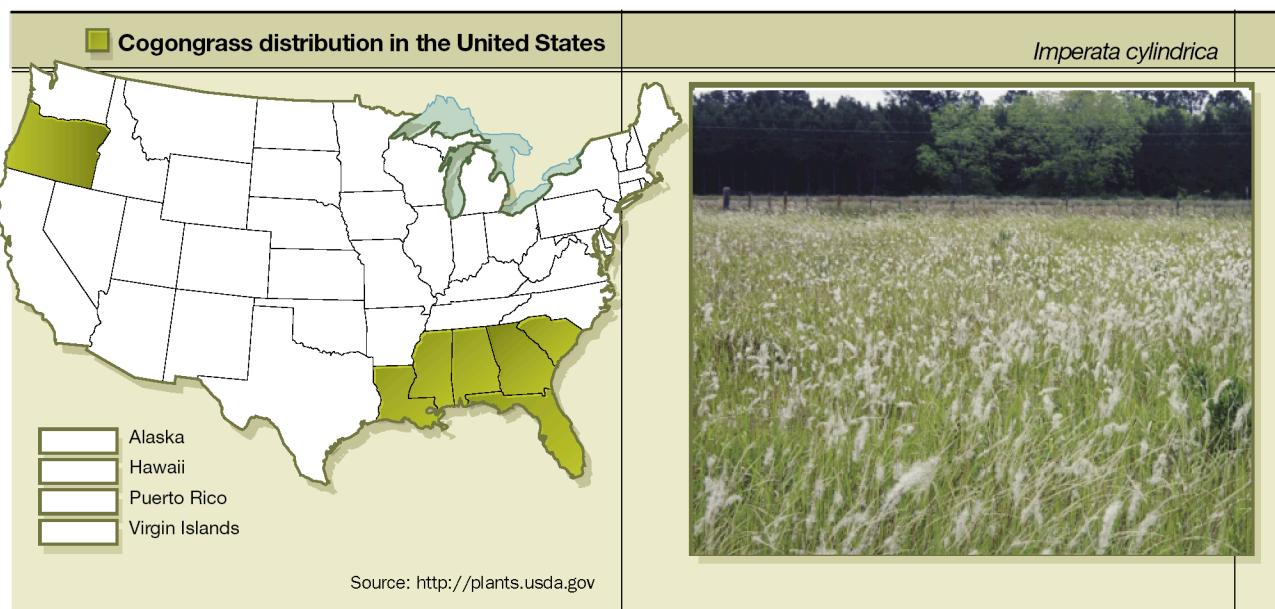 Cogongrass distribution in the United States
Imperata cylindrica
Alaska
Hawaii
Puerto Rico
Virgin Islands
Source: http://plants.usda.gov